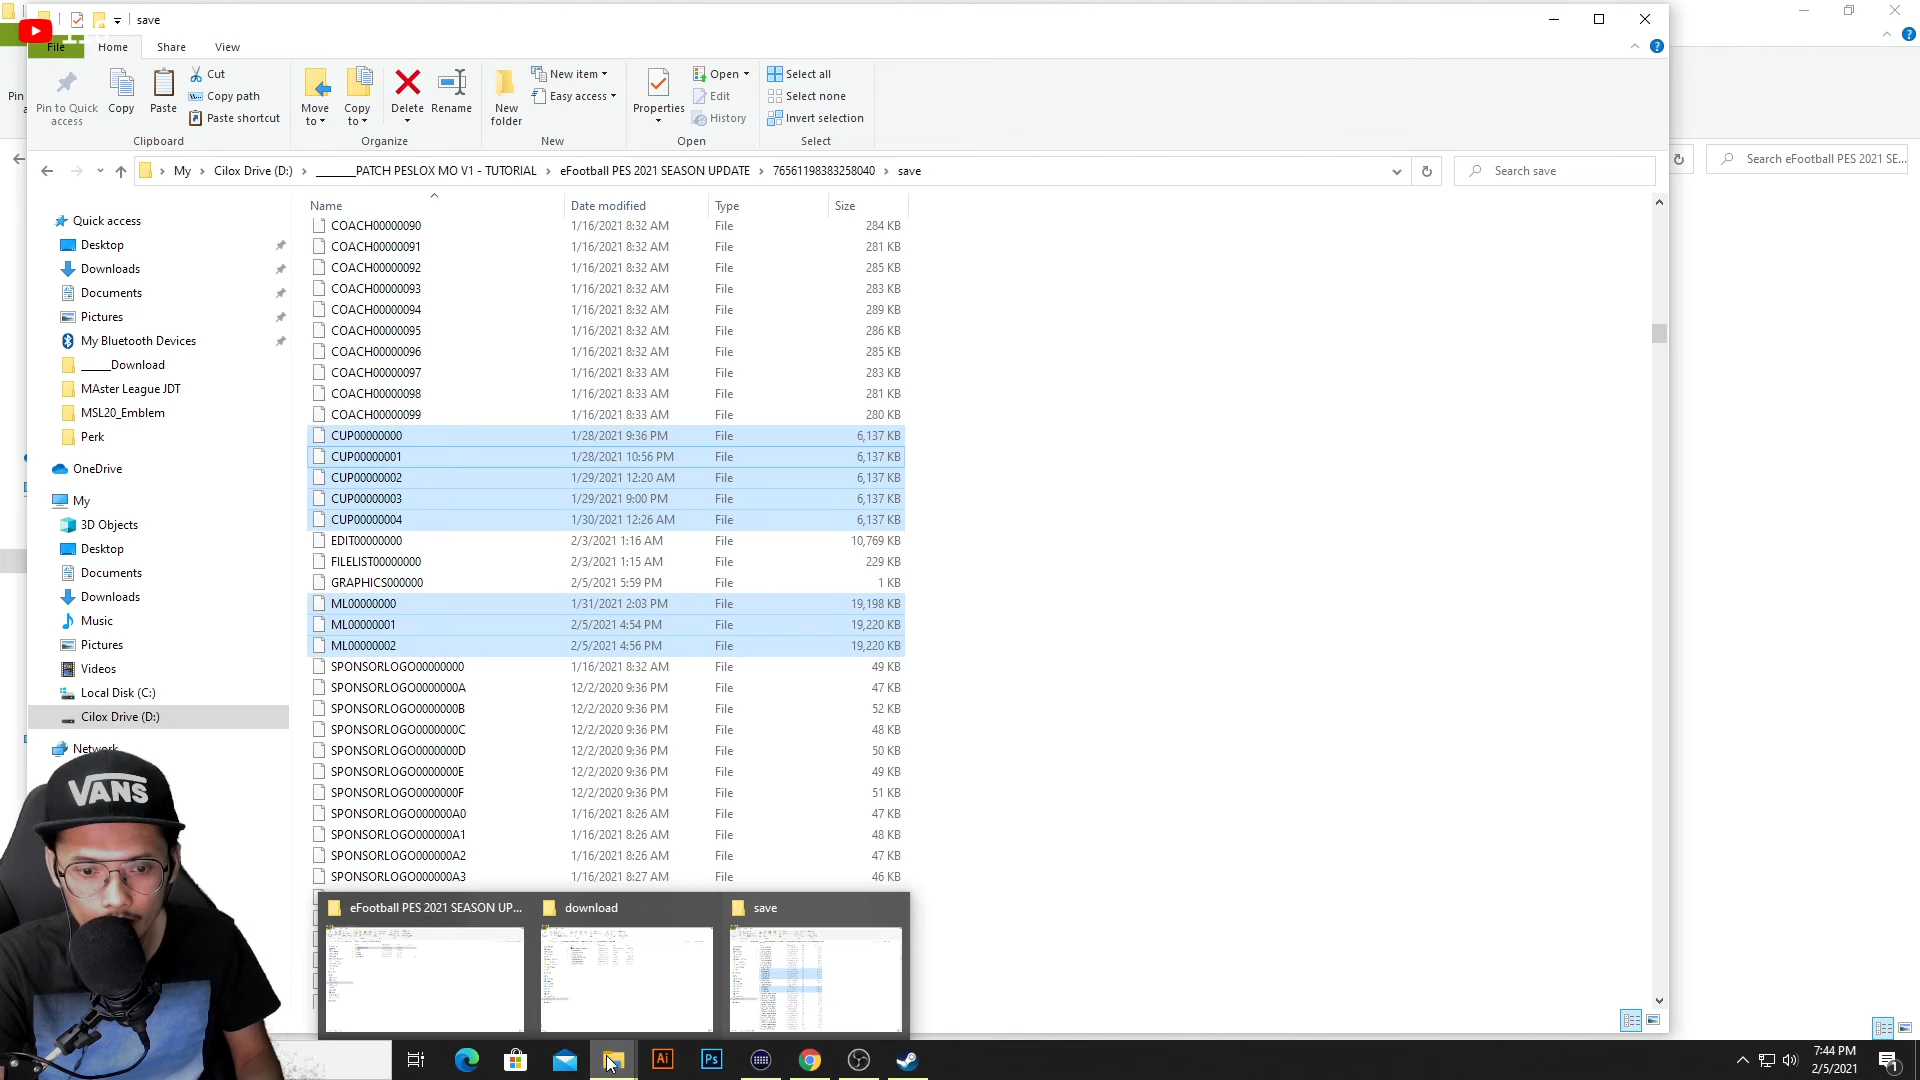 save
File Home Share View
Pin to Quick access
Copy
Paste
Cut
Copy path
Paste shortcut
Clipboard
Move to
Copy to
Delete
Rename
Organize
New folder
New item
Easy access
New
Properties
Open
Edit
History
Open
Select all
Select none
Invert selection
Select
Pin
My > Cilox Drive (D:) > _______PATCH PESLOX MO V1 - TUTORIAL > eFootball PES 2021 SEASON UPDATE > 76561198383258040 > save
Search save
Search eFootball PES 2021 SE...
Name Date modified Type Size
Quick access
Desktop
Downloads
Documents
Pictures
My Bluetooth Devices
_____Download
MAster League JDT
MSL20_Emblem
Perk
OneDrive
My
3D Objects
Desktop
Documents
Downloads
Music
Pictures
Videos
Local Disk (C:)
Cilox Drive (D:)
Network
COACH00000090 1/16/2021 8:32 AM File 284 KB
COACH00000091 1/16/2021 8:32 AM File 281 KB
COACH00000092 1/16/2021 8:32 AM File 285 KB
COACH00000093 1/16/2021 8:32 AM File 283 KB
COACH00000094 1/16/2021 8:32 AM File 289 KB
COACH00000095 1/16/2021 8:32 AM File 286 KB
COACH00000096 1/16/2021 8:32 AM File 285 KB
COACH00000097 1/16/2021 8:33 AM File 283 KB
COACH00000098 1/16/2021 8:33 AM File 281 KB
COACH00000099 1/16/2021 8:33 AM File 280 KB
CUP00000000 1/28/2021 9:36 PM File 6,137 KB
CUP00000001 1/28/2021 10:56 PM File 6,137 KB
CUP00000002 1/29/2021 12:20 AM File 6,137 KB
CUP00000003 1/29/2021 9:00 PM File 6,137 KB
CUP00000004 1/30/2021 12:26 AM File 6,137 KB
EDIT00000000 2/3/2021 1:16 AM File 10,769 KB
FILELIST00000000 2/3/2021 1:15 AM File 229 KB
GRAPHICS000000 2/5/2021 5:59 PM File 1 KB
ML00000000 1/31/2021 2:03 PM File 19,198 KB
ML00000001 2/5/2021 4:54 PM File 19,220 KB
ML00000002 2/5/2021 4:56 PM File 19,220 KB
SPONSORLOGO00000000 1/16/2021 8:32 AM File 49 KB
SPONSORLOGO0000000A 12/2/2020 9:36 PM File 47 KB
SPONSORLOGO0000000B 12/2/2020 9:36 PM File 52 KB
SPONSORLOGO0000000C 12/2/2020 9:36 PM File 48 KB
SPONSORLOGO0000000D 12/2/2020 9:36 PM File 50 KB
SPONSORLOGO0000000E 12/2/2020 9:36 PM File 49 KB
SPONSORLOGO0000000F 12/2/2020 9:36 PM File 51 KB
SPONSORLOGO000000A0 1/16/2021 8:26 AM File 47 KB
SPONSORLOGO000000A1 1/16/2021 8:26 AM File 48 KB
SPONSORLOGO000000A2 1/16/2021 8:26 AM File 47 KB
SPONSORLOGO000000A3 1/16/2021 8:27 AM File 46 KB
eFootball PES 2021 SEASON UP...
download
save
VANS
Ai
Ps
7:44 PM
2/5/2021
1